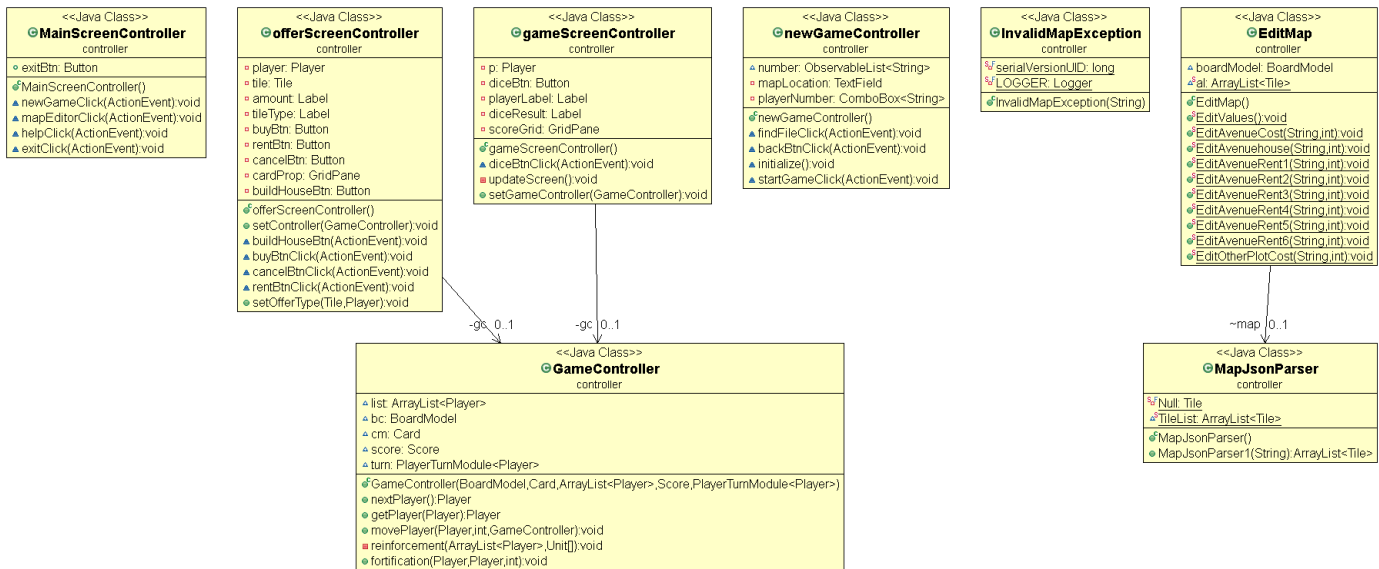 <<Java Class>>
MainScreenController
controller
exitBtn: Button
MainScreenController()
newGameClick(ActionEvent):void
mapEditorClick(ActionEvent):void
helpClick(ActionEvent):void
exitClick(ActionEvent):void
<<Java Class>>
offerScreenController
controller
player: Player
tile: Tile
amount: Label
tileType: Label
buyBtn: Button
rentBtn: Button
cancelBtn: Button
cardProp: GridPane
buildHouseBtn: Button
offerScreenController()
setController(GameController):void
buildHouseBtn(ActionEvent):void
buyBtnClick(ActionEvent):void
cancelBtnClick(ActionEvent):void
rentBtnClick(ActionEvent):void
setOfferType(Tile,Player):void
<<Java Class>>
gameScreenController
controller
p: Player
diceBtn: Button
playerLabel: Label
diceResult: Label
scoreGrid: GridPane
gameScreenController()
diceBtnClick(ActionEvent):void
updateScreen():void
setGameController(GameController):void
<<Java Class>>
newGameController
controller
number: ObservableList<String>
mapLocation: TextField
playerNumber: ComboBox<String>
newGameController()
findFileClick(ActionEvent):void
backBtnClick(ActionEvent):void
initialize():void
startGameClick(ActionEvent):void
<<Java Class>>
InvalidMapException
controller
serialVersionUID: long
LOGGER: Logger
InvalidMapException(String)
<<Java Class>>
EditMap
controller
boardModel: BoardModel
al: ArrayList<Tile>
EditMap()
EditValues():void
EditAvenueCost(String,int):void
EditAvenuehouse(String,int):void
EditAvenueRent1(String,int):void
EditAvenueRent2(String,int):void
EditAvenueRent3(String,int):void
EditAvenueRent4(String,int):void
EditAvenueRent5(String,int):void
EditAvenueRent6(String,int):void
EditOtherPlotCost(String,int):void
-gc 0..1
-gc 0..1
~map 0..1
<<Java Class>>
GameController
controller
list: ArrayList<Player>
bc: BoardModel
cm: Card
score: Score
turn: PlayerTurnModule<Player>
GameController(BoardModel,Card,ArrayList<Player>,Score,PlayerTurnModule<Player>)
nextPlayer():Player
getPlayer(Player):Player
movePlayer(Player,int,GameController):void
reinforcement(ArrayList<Player>,Unit[]):void
fortification(Player,Player,int):void
<<Java Class>>
MapJsonParser
controller
Null: Tile
TileList: ArrayList<Tile>
MapJsonParser()
MapJsonParser1(String):ArrayList<Tile>